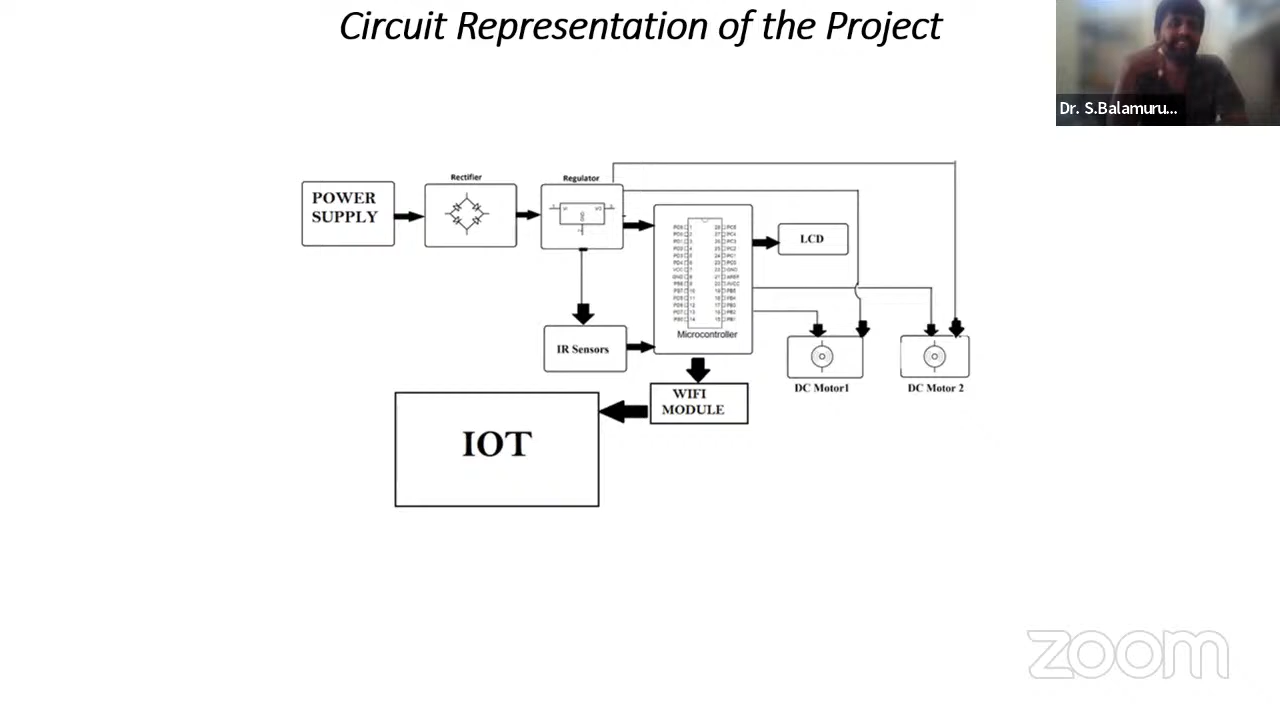 Circuit Representation of the Project
Dr. S.Balamuru...
Rectifier
Regulator
POWER
SUPPLY
LCD
Microcontroller
IR Sensors
DC Motor1
DC Motor 2
WIFI
MODULE
IOT
zoom